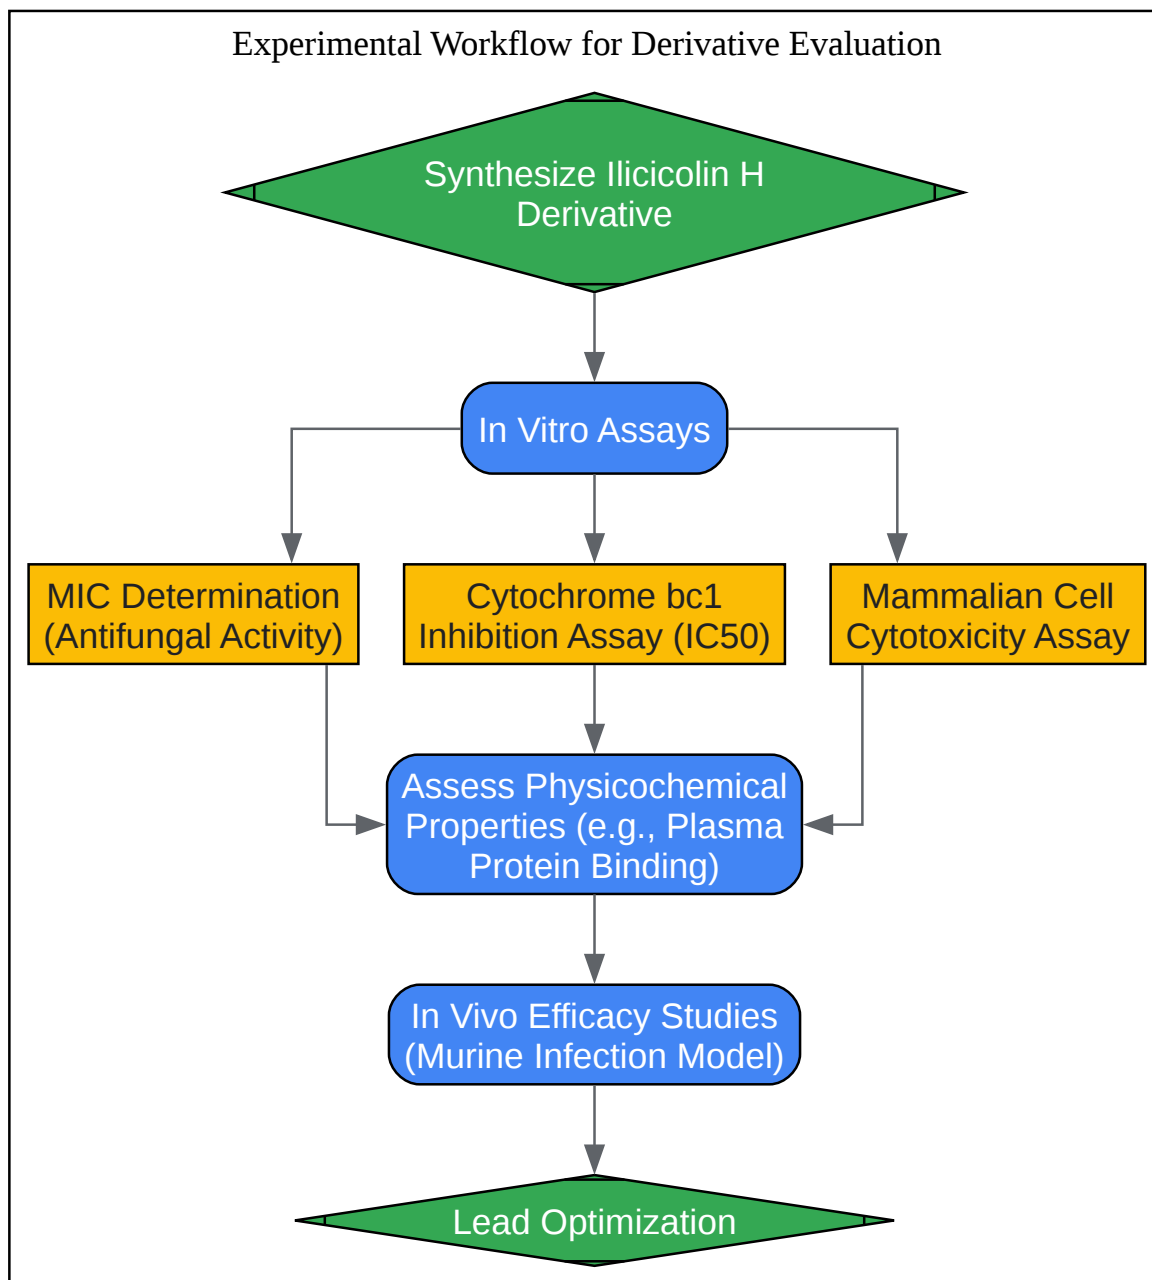 Experimental Workflow for Derivative Evaluation
Synthesize Ilicicolin H
Derivative
In Vitro Assays
MIC Determination
(Antifungal Activity)
Cytochrome bc1
Inhibition Assay (IC50)
Mammalian Cell
Cytotoxicity Assay
Assess Physicochemical
Properties (e.g., Plasma
Protein Binding)
In Vivo Efficacy Studies
(Murine Infection Model)
Lead Optimization